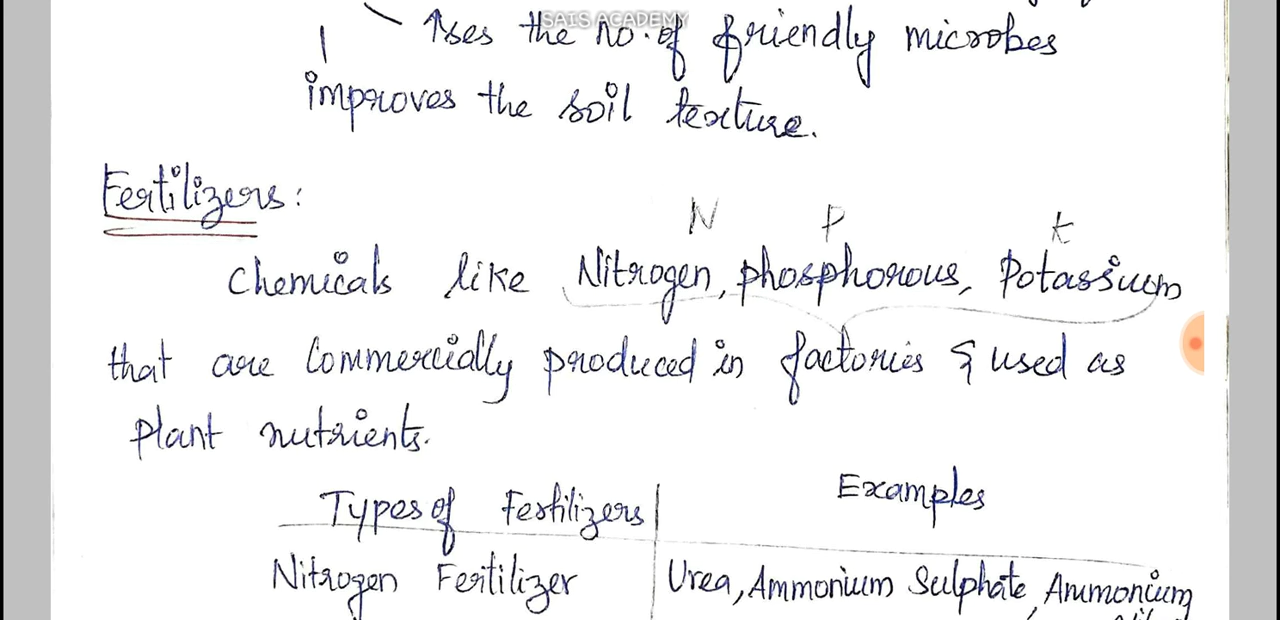 SAIS ACADEMY
↑ses the no. of friendly microbes
improves the soil texture.
Fertilizers:
N P K
Chemicals like Nitrogen, phosphorous, Potassium
that are commercially produced in factories & used as
plant nutrients.
Types of Fertilizers Examples
Nitrogen Fertilizer Urea, Ammonium Sulphate, Ammonium